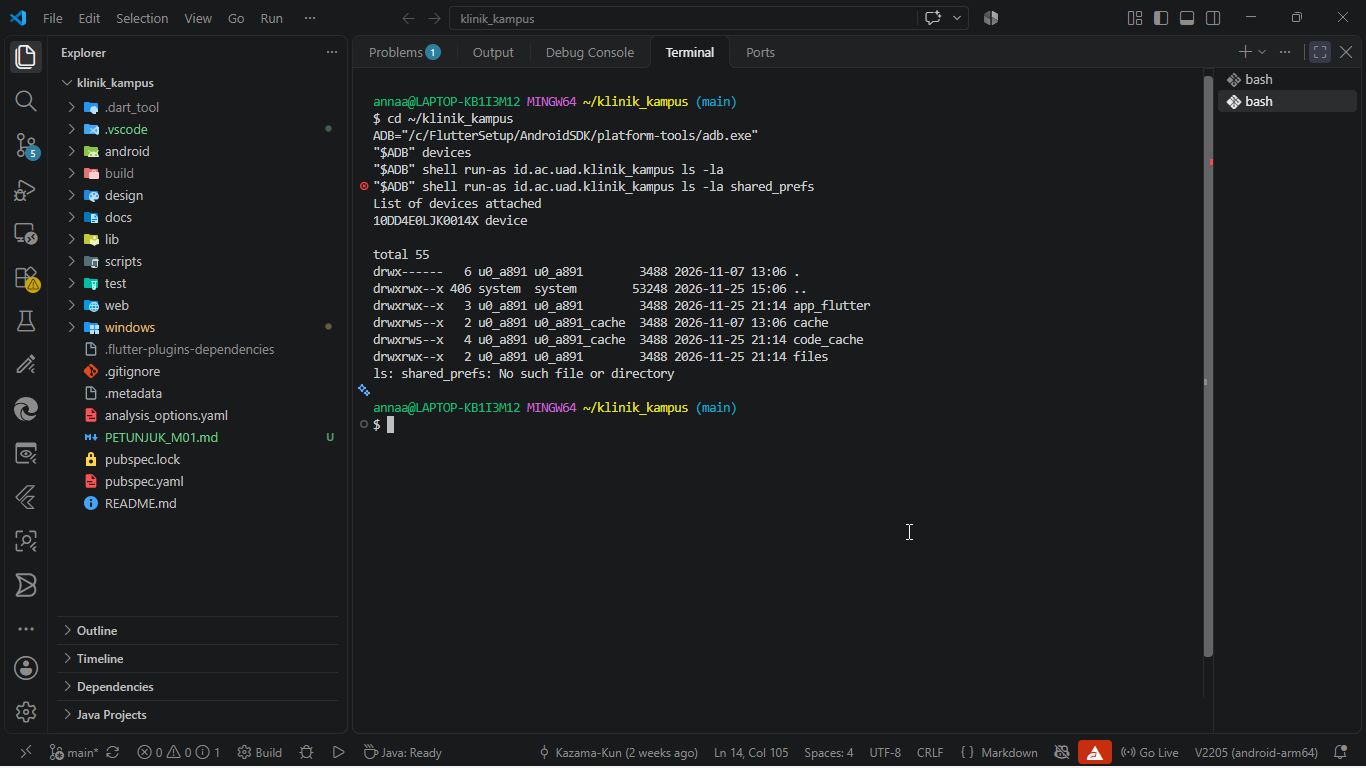 File Edit Selection View Go Run ···
klinik_kampus
Explorer ···
klinik_kampus
.dart_tool
.vscode
android
build
design
docs
lib
scripts
test
web
windows
.flutter-plugins-dependencies
.gitignore
.metadata
analysis_options.yaml
PETUNJUK_M01.md U
pubspec.lock
pubspec.yaml
README.md
Outline
Timeline
Dependencies
Java Projects
5
Problems 1 Output Debug Console Terminal Ports
annaa@LAPTOP-KB1I3M12 MINGW64 ~/klinik_kampus (main)
$ cd ~/klinik_kampus
ADB="/c/FlutterSetup/AndroidSDK/platform-tools/adb.exe"
"$ADB" devices
"$ADB" shell run-as id.ac.uad.klinik_kampus ls -la
"$ADB" shell run-as id.ac.uad.klinik_kampus ls -la shared_prefs
List of devices attached
10DD4E0LJK0014X device
total 55
drwx------   6 u0_a891 u0_a891        3488 2026-11-07 13:06 .
drwxrwx--x 406 system  system        53248 2026-11-25 15:06 ..
drwxrwx--x   3 u0_a891 u0_a891        3488 2026-11-25 21:14 app_flutter
drwxrws--x   2 u0_a891 u0_a891_cache  3488 2026-11-07 13:06 cache
drwxrws--x   4 u0_a891 u0_a891_cache  3488 2026-11-25 21:14 code_cache
drwxrwx--x   2 u0_a891 u0_a891        3488 2026-11-25 21:14 files
ls: shared_prefs: No such file or directory
annaa@LAPTOP-KB1I3M12 MINGW64 ~/klinik_kampus (main)
$
bash
bash
main* 0 0 1 Build Java: Ready Kazama-Kun (2 weeks ago) Ln 14, Col 105 Spaces: 4 UTF-8 CRLF { } Markdown Go Live V2205 (android-arm64)